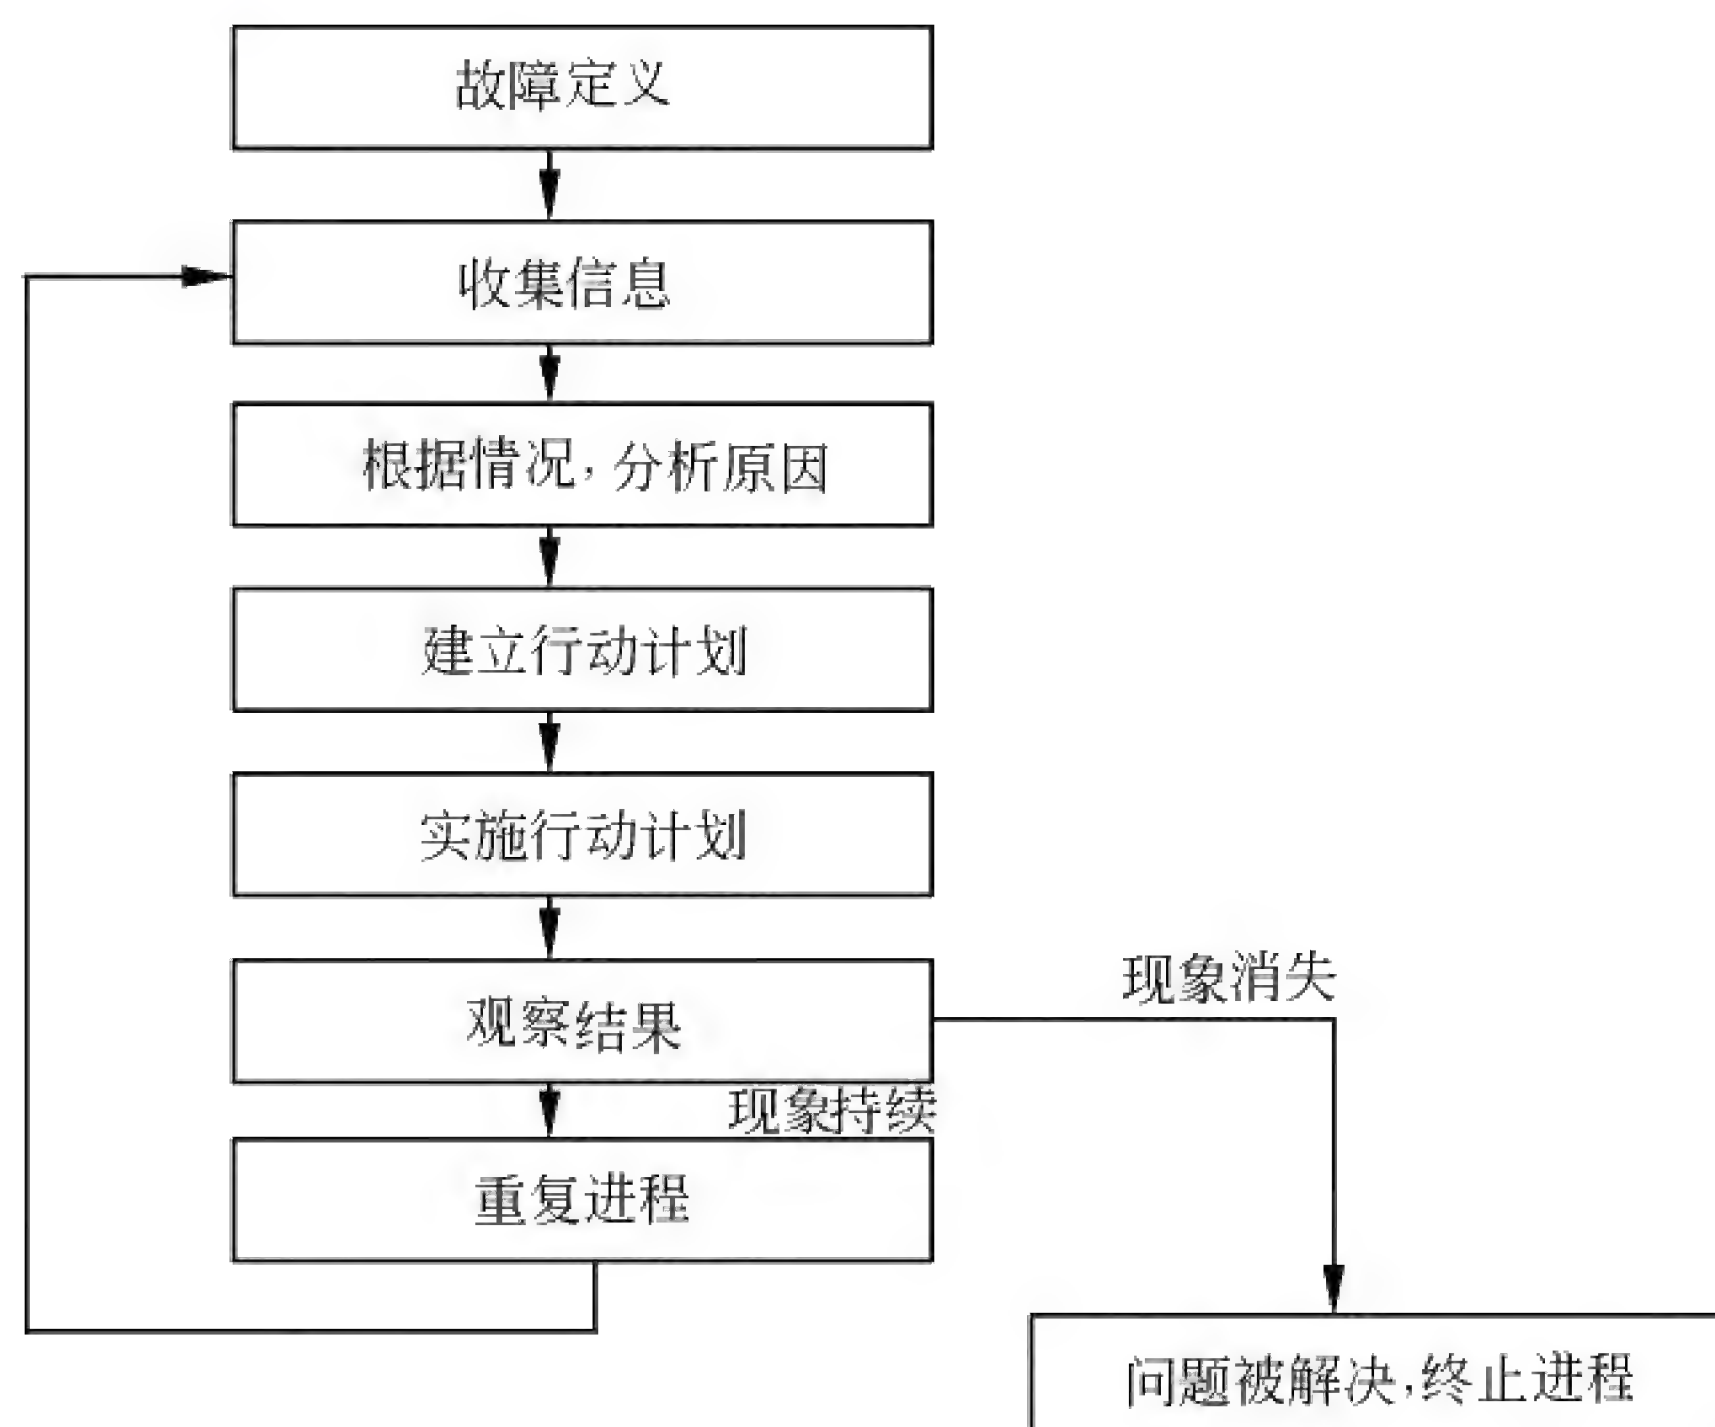 故障定义
收集信息
根据情况，分析原因
建立行动计划
实施行动计划
观察结果
现象消失
现象持续
重复进程
问题被解决，终止进程